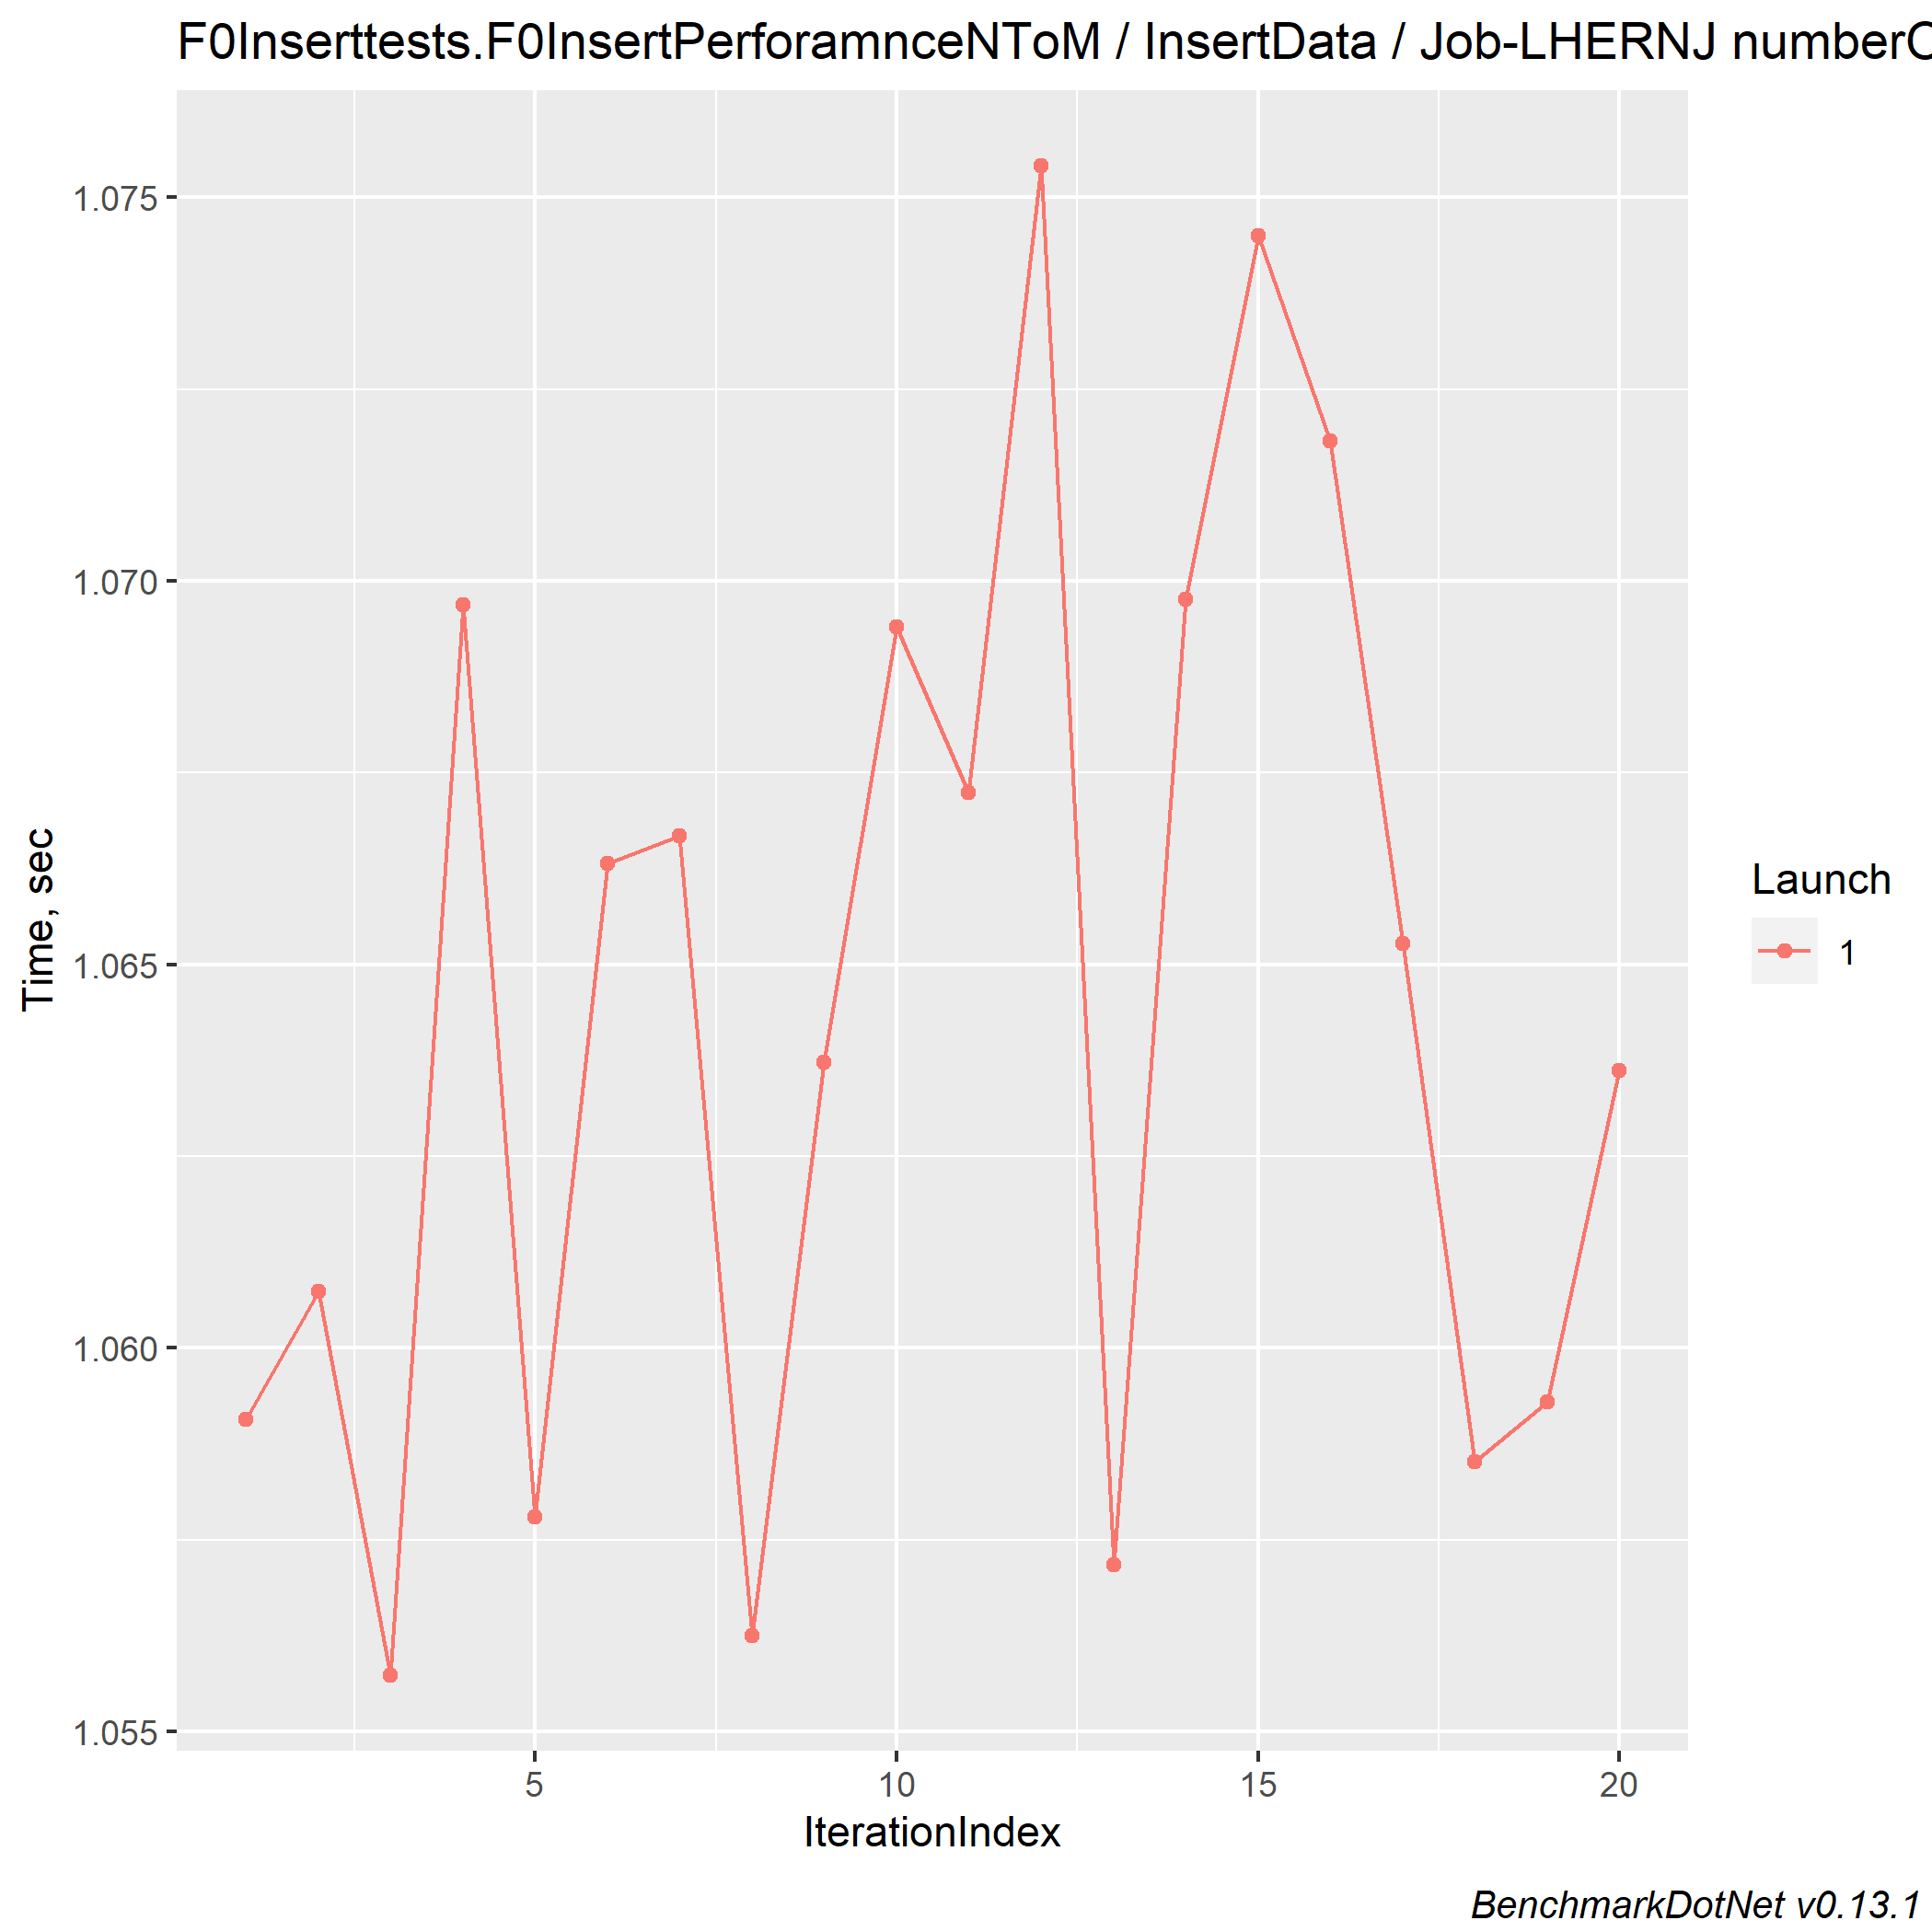 F0Inserttests.F0InsertPerforamnceNToM / InsertData / Job-LHERNJ numberO
1.075
1.070
1.065
1.060
1.055
Time, sec
5 10 15 20
IterationIndex
Launch
1
BenchmarkDotNet v0.13.1